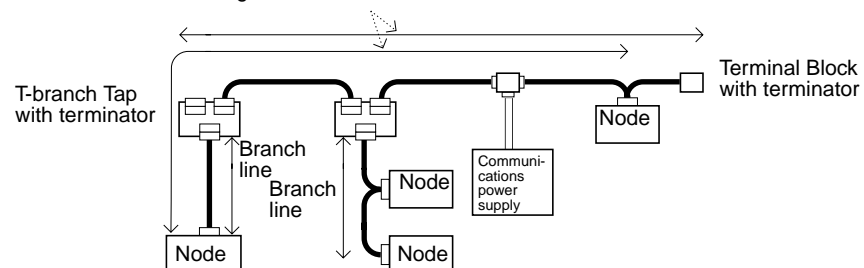 Terminal Block
with terminator
T-branch Tap
with terminator
Node
Branch
line
Branch
line
Communi-
cations
power
supply
Node
Node
Node